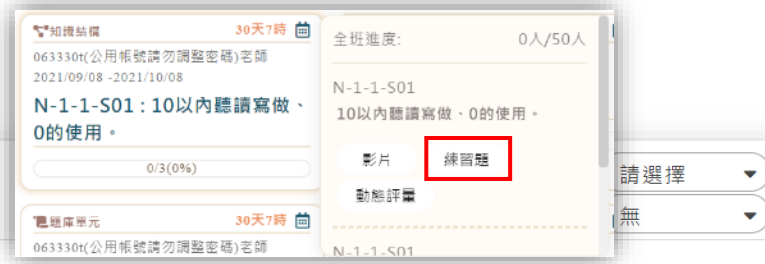 知識結構 30天7時
063330t(公用帳號請勿調整密碼)老師
2021/09/08 -2021/10/08
N-1-1-S01：10以內聽讀寫做、
0的使用。
0/3(0%)
題庫單元 30天7時
063330t(公用帳號請勿調整密碼)老師
全班進度: 0人/50人
N-1-1-S01
10以內聽讀寫做、0的使用。
影片 練習題
動態評量
N-1-1-S01
請選擇
無